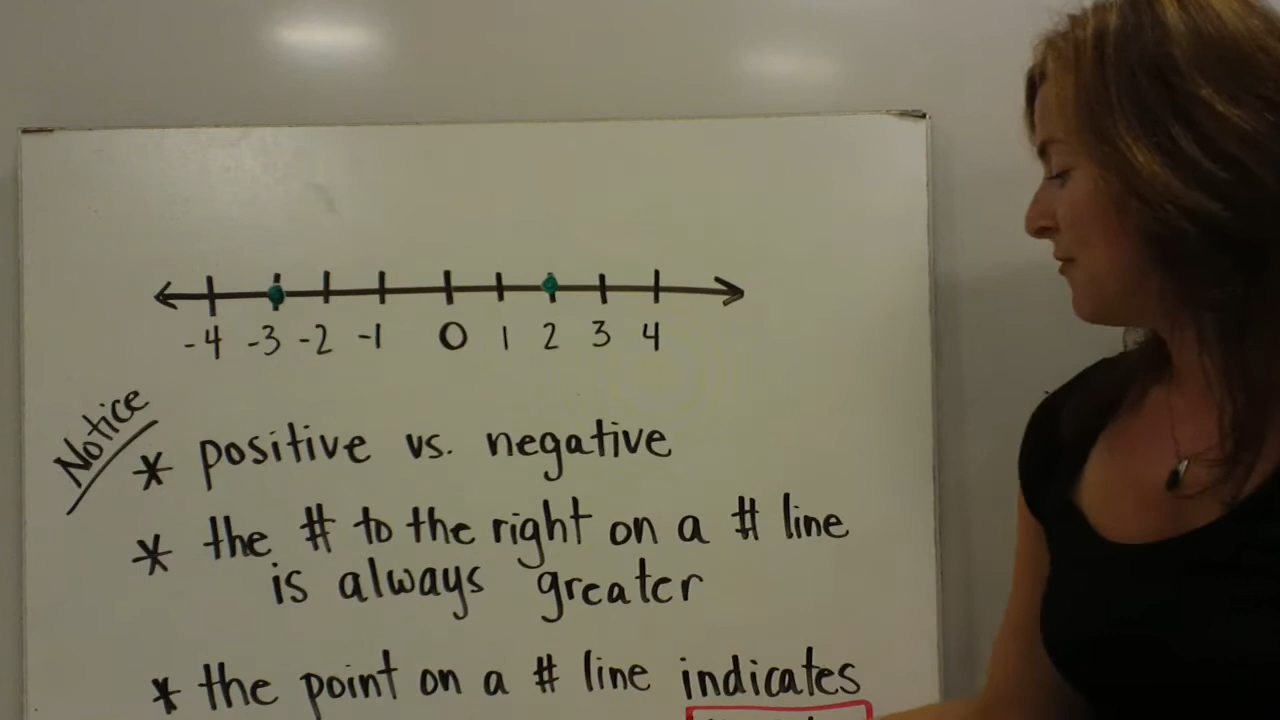 -4 -3 -2 -1 0 1 2 3 4
Notice
* positive vs. negative
* the # to the right on a # line
is always greater
* the point on a # line indicates